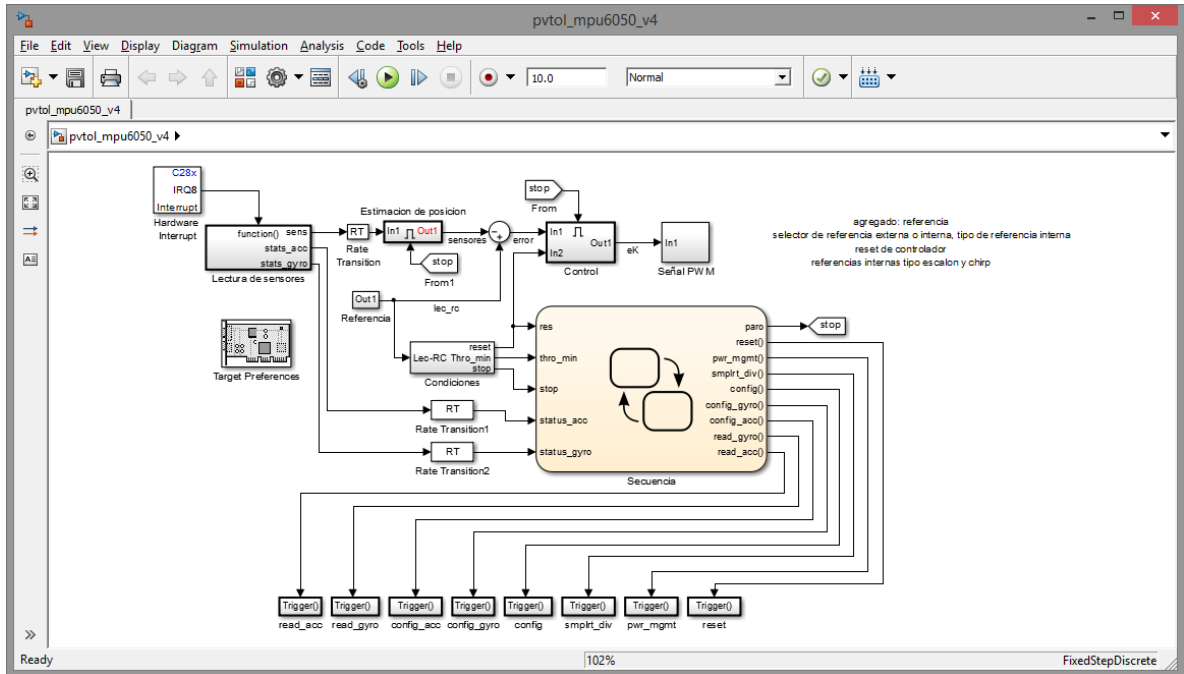 pvtol_mpu6050_v4
File Edit View Display Diagram Simulation Analysis Code Tools Help
10.0
Normal
pvtol_mpu6050_v4
pvtol_mpu6050_v4
C28x
IRQ8
Interrupt
Hardware
Interrupt
function() sens
stats_acc
stats_gyro
Lectura de sensores
RT
Rate
Transition
Estimacion de posicion
In1 Out1
sensores
stop
From1
error
stop
From
In1
Out1
In2
Control
eK
In1
Señal PWM
agregado: referencia
selector de referencia externa o interna, tipo de referencia interna
reset de controlador
referencias internas tipo escalon y chirp
Out1
Referencia
leo_rc
Target Preferences
reset
Lec-RC Thro_min
stop
Condiciones
RT
Rate Transition1
RT
Rate Transition2
res
thro_min
stop
status_acc
status_gyro
paro
reset()
pwr_mgmt()
smplrt_div()
config()
config_gyro()
config_acc()
read_gyro()
read_acc()
Secuencia
stop
Trigger() Trigger() Trigger() Trigger() Trigger() Trigger() Trigger() Trigger()
read_acc read_gyro config_acc config_gyro config smplrt_div pwr_mgmt reset
Ready
102%
FixedStepDiscrete